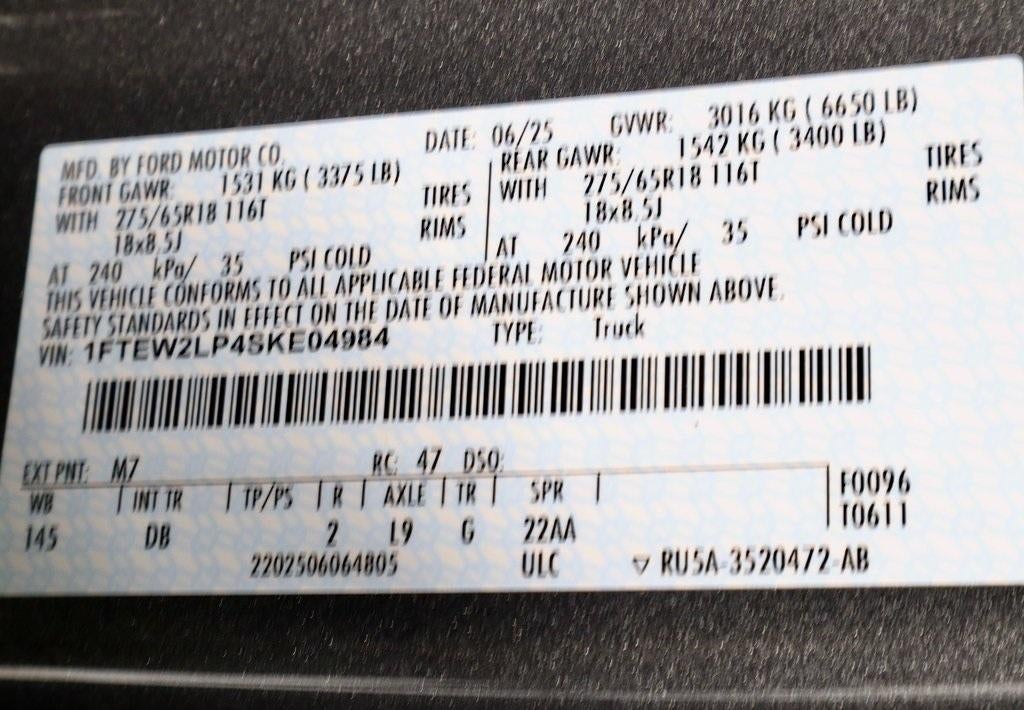 MFD. BY FORD MOTOR CO. DATE: 06/25 GVWR: 3016 KG ( 6650 LB)
FRONT GAWR: 1531 KG ( 3375 LB) REAR GAWR: 1542 KG ( 3400 LB)
WITH 275/65R18 116T TIRES WITH 275/65R18 116T TIRES
18x8.5J RIMS 18x8.5J RIMS
AT 240 kPa/ 35 PSI COLD AT 240 kPa/ 35 PSI COLD
THIS VEHICLE CONFORMS TO ALL APPLICABLE FEDERAL MOTOR VEHICLE
SAFETY STANDARDS IN EFFECT ON THE DATE OF MANUFACTURE SHOWN ABOVE.
VIN: 1FTEW2LP4SKE04984 TYPE: Truck
EXT PNT: M7 RC: 47 DSO:
WB | INT TR | TP/PS | R | AXLE | TR | SPR | F0096
145 DB 2 L9 G 22AA T0611
2202506064805 ULC ▽ RU5A-3520472-AB